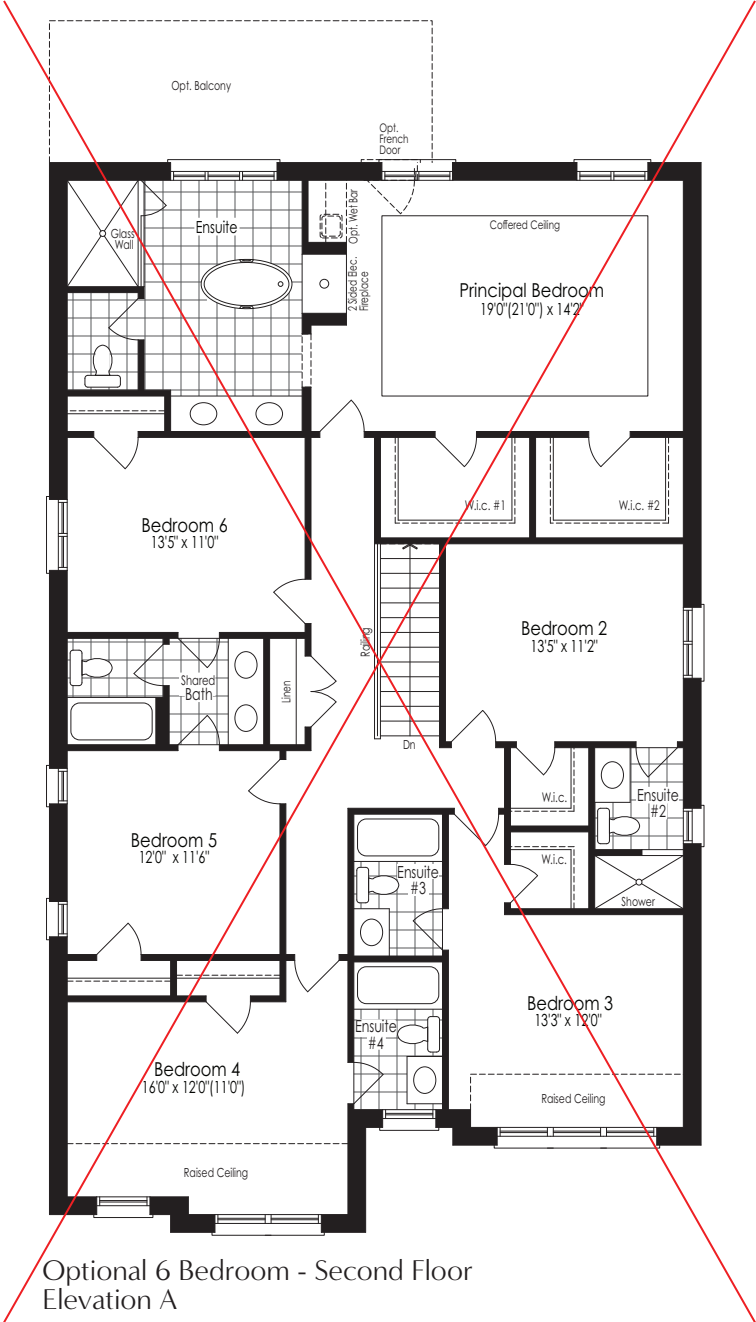 Opt. Balcony
Opt.
French
Door
Glass
Wall
Ensuite
Opt. Wet Bar
2 Sided Elec.
Fireplace
Coffered Ceiling
Principal Bedroom
19'0"(21'0") x 14'2"
W.i.c. #1
W.i.c. #2
Bedroom 6
13'5" x 11'0"
Railing
Bedroom 2
13'5" x 11'2"
Shared
Bath
Linen
Dn
W.i.c.
Ensuite
#2
Bedroom 5
12'0" x 11'6"
W.i.c.
Ensuite
#3
Shower
Bedroom 3
13'3" x 12'0"
Ensuite
#4
Bedroom 4
16'0" x 12'0"(11'0")
Raised Ceiling
Raised Ceiling
Optional 6 Bedroom - Second Floor
Elevation A